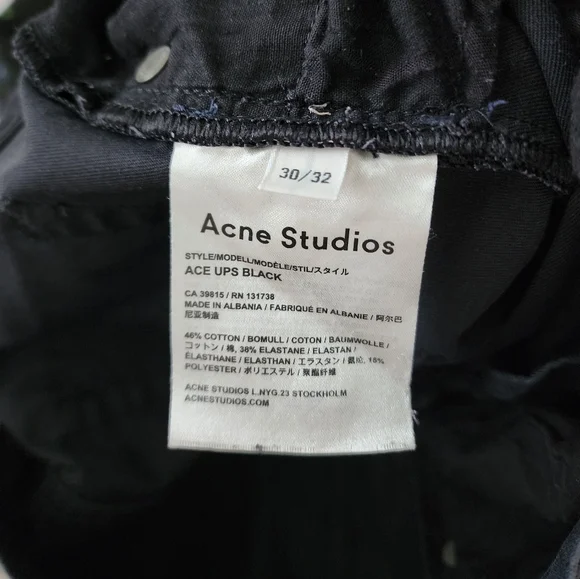 30/32
Acne Studios
STYLE/MODELL/MODÈLE/STIL/スタイル
ACE UPS BLACK
CA 39815 / RN 131738
MADE IN ALBANIA / FABRIQUÉ EN ALBANIE / 阿尔巴
尼亚制造
46% COTTON / BOMULL / COTON / BAUMWOLLE /
コットン / 棉, 38% ELASTANE / ELASTAN /
ÉLASTHANE / ELASTHAN / エラスタン / 氨纶, 16%
POLYESTER / ポリエステル / 聚酯纤维
ACNE STUDIOS L.NYG.23 STOCKHOLM
ACNESTUDIOS.COM